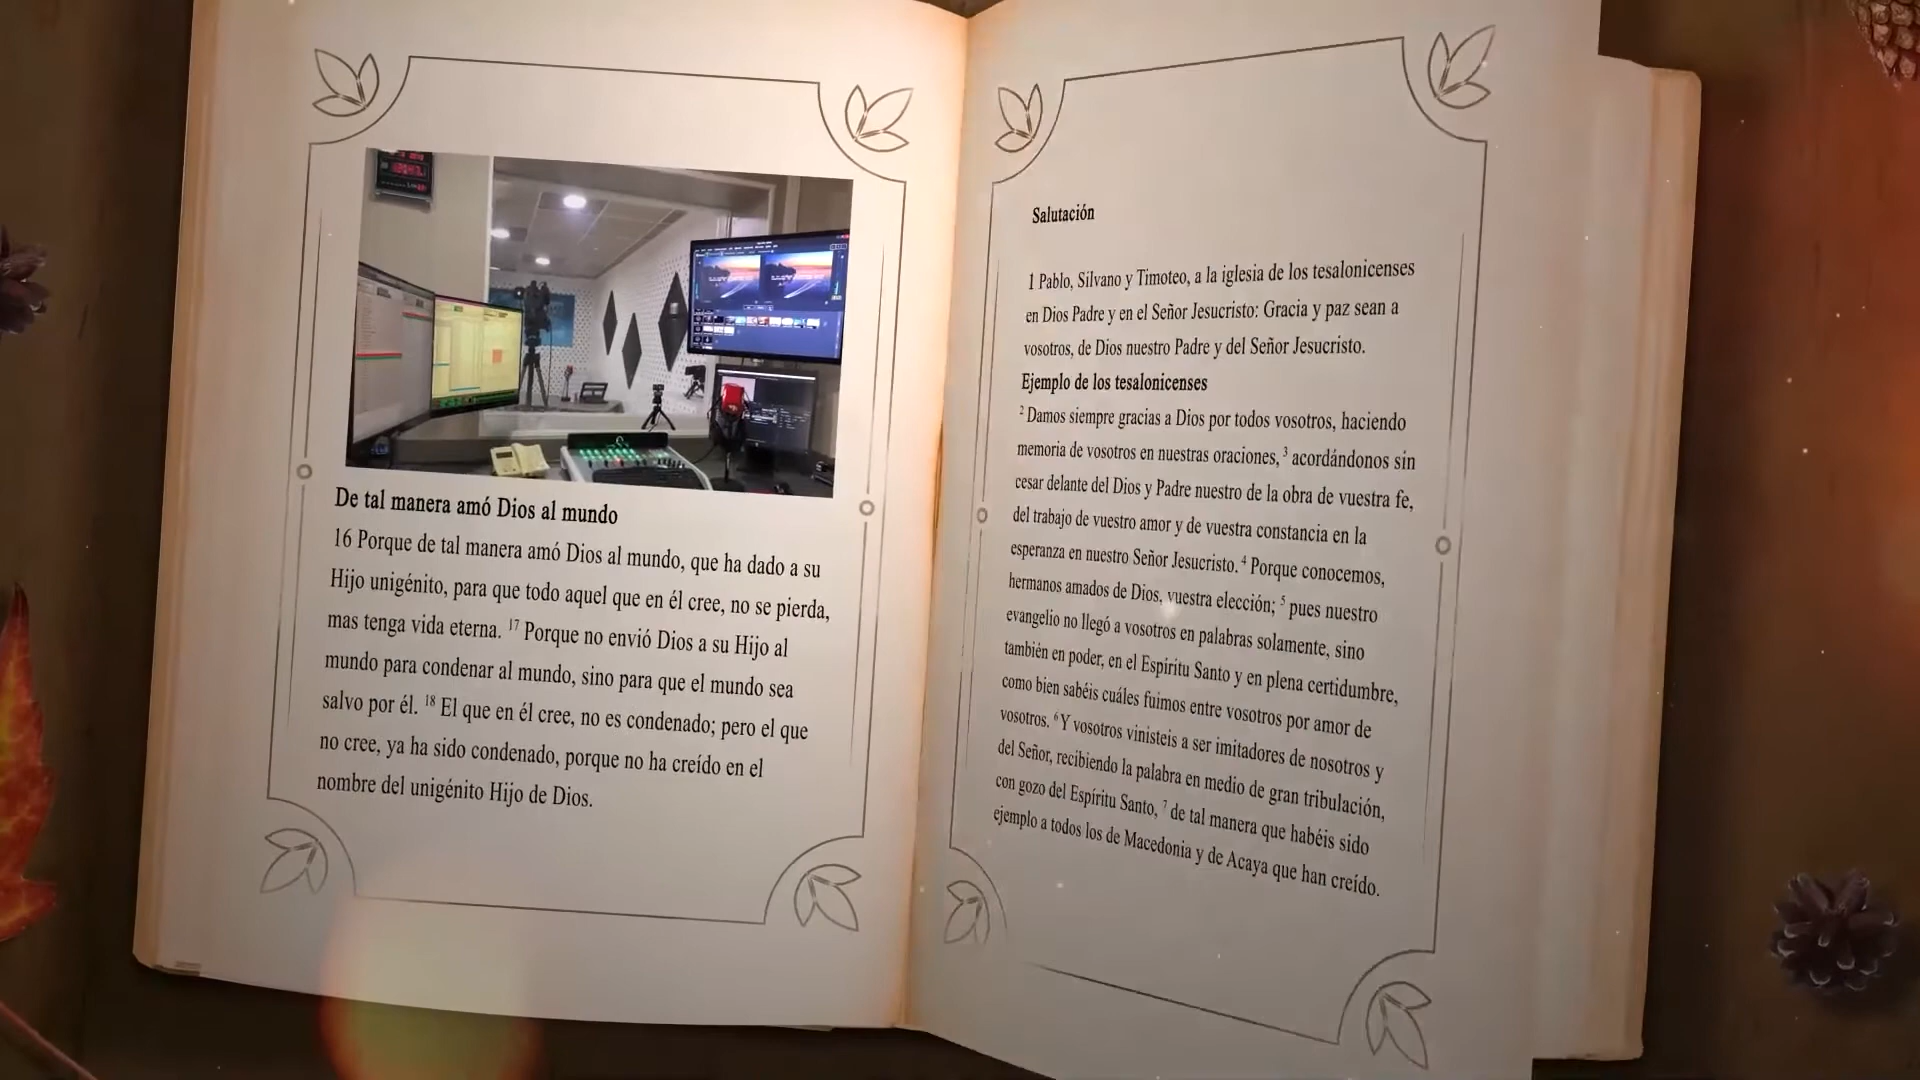 De tal manera amó Dios al mundo
16 Porque de tal manera amó Dios al mundo, que ha dado a su
Hijo unigénito, para que todo aquel que en él cree, no se pierda,
mas tenga vida eterna. 17 Porque no envió Dios a su Hijo al
mundo para condenar al mundo, sino para que el mundo sea
salvo por él. 18 El que en él cree, no es condenado; pero el que
no cree, ya ha sido condenado, porque no ha creído en el
nombre del unigénito Hijo de Dios.
Salutación
1 Pablo, Silvano y Timoteo, a la iglesia de los tesalonicenses
en Dios Padre y en el Señor Jesucristo: Gracia y paz sean a
vosotros, de Dios nuestro Padre y del Señor Jesucristo.
Ejemplo de los tesalonicenses
2 Damos siempre gracias a Dios por todos vosotros, haciendo
memoria de vosotros en nuestras oraciones, 3 acordándonos sin
cesar delante del Dios y Padre nuestro de la obra de vuestra fe,
del trabajo de vuestro amor y de vuestra constancia en la
esperanza en nuestro Señor Jesucristo. 4 Porque conocemos,
hermanos amados de Dios, vuestra elección; 5 pues nuestro
evangelio no llegó a vosotros en palabras solamente, sino
también en poder, en el Espíritu Santo y en plena certidumbre,
como bien sabéis cuáles fuimos entre vosotros por amor de
vosotros. 6 Y vosotros vinisteis a ser imitadores de nosotros y
del Señor, recibiendo la palabra en medio de gran tribulación,
con gozo del Espíritu Santo, 7 de tal manera que habéis sido
ejemplo a todos los de Macedonia y de Acaya que han creído.